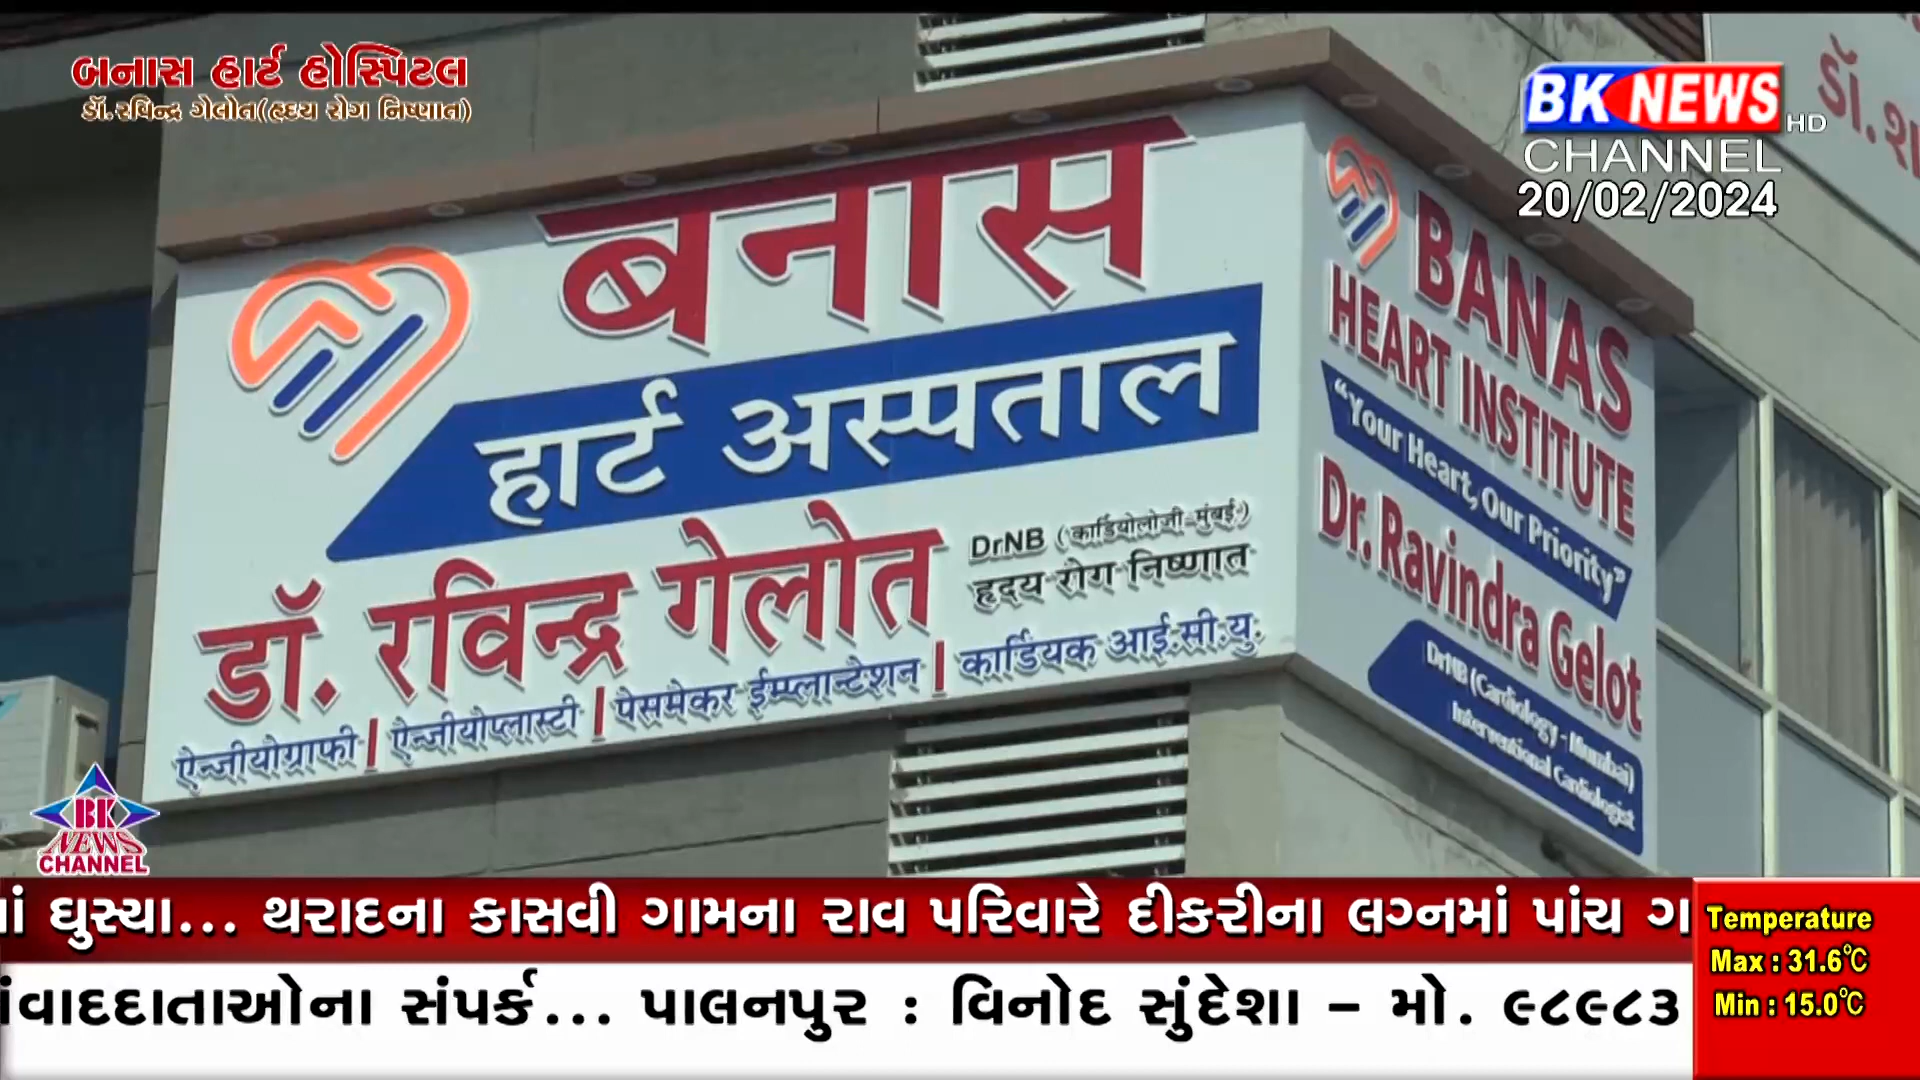 બનાસ હાર્ટ હોસ્પિટલ
ડૉ.રવિન્દ્ર ગેલોત(હૃદય રોગ નિષ્ણાત)
BK NEWS HD
CHANNEL
20/02/2024
ડૉ. શ
बनास
हार्ट अस्पताल
डॉ. रविन्द्र गेलोत
DrNB (कार्डियोलोजी-मुंबई)
हृदय रोग निष्णात
ऐन्जीयोग्राफी | ऐन्जीयोप्लास्टी | पेसमेकर ईम्प्लान्टेशन | कार्डियक आई.सी.यु.
BANAS
HEART INSTITUTE
“Your Heart, Our Priority”
Dr. Ravindra Gelot
DrNB (Cardiology - Mumbai)
Interventional Cardiologist
BK
NEWS
CHANNEL
ાં ઘુસ્યા... થરાદના કાસવી ગામના રાવ પરિવારે દીકરીના લગ્નમાં પાંચ ગ
ંવાદદાતાઓના સંપર્ક... પાલનપુર : વિનોદ સુંદેશા – મો. ૯૮૯૮૩
Temperature
Max : 31.6℃
Min : 15.0℃